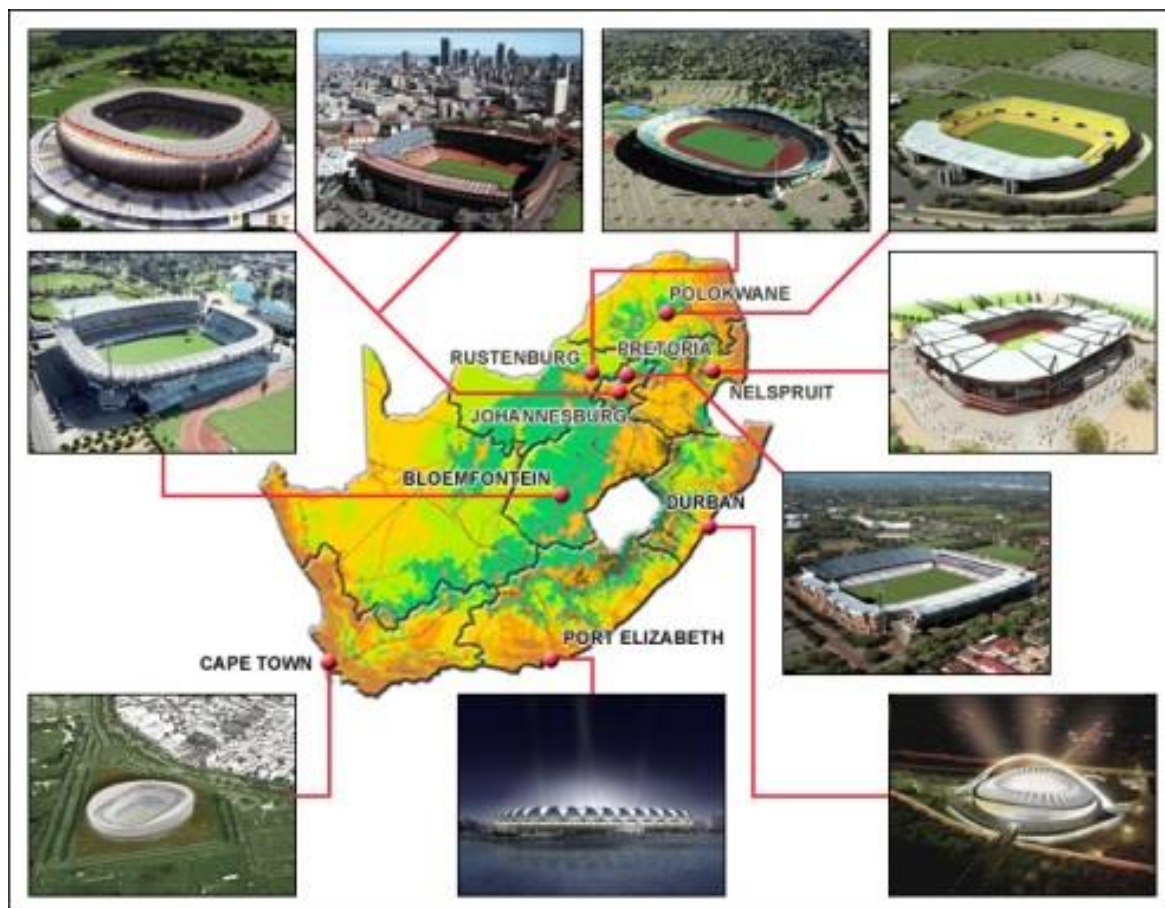 POLOKWANE
RUSTENBURG
PRETORIA
NELSPRUIT
JOHANNESBURG
BLOEMFONTEIN
DURBAN
PORT ELIZABETH
CAPE TOWN